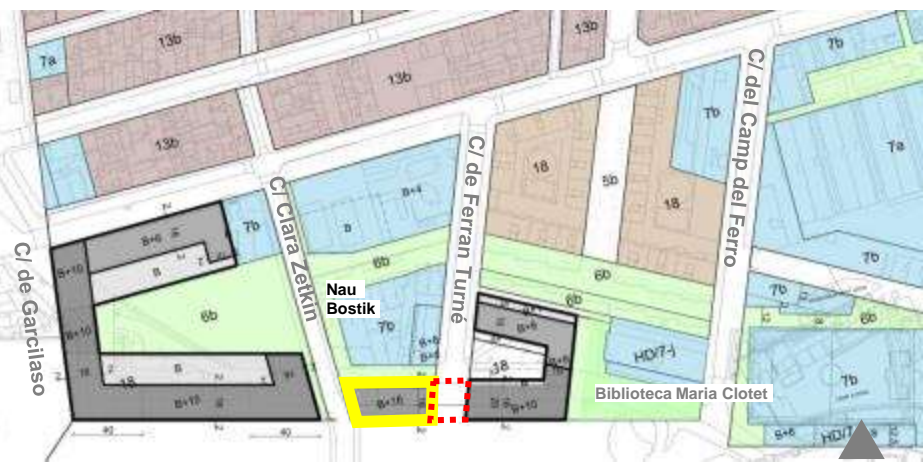 13b
13b
7a
13b
7b
13b
7b
7a
C/ del Camp del Ferro
C/ de Ferran Turné
C/ Clara Zetkin
C/ de Garcilaso
18
5b
18
B+4
B
7b
B+6
B+10
B
6b
6b
7b
Nau
Bostik
6b
6b
7b
6b
B+10
7b
B+6
18
HD/7-j
7b
B
18
B+16
B+10
Biblioteca Maria Clotet
B+6
HD/7
40
40